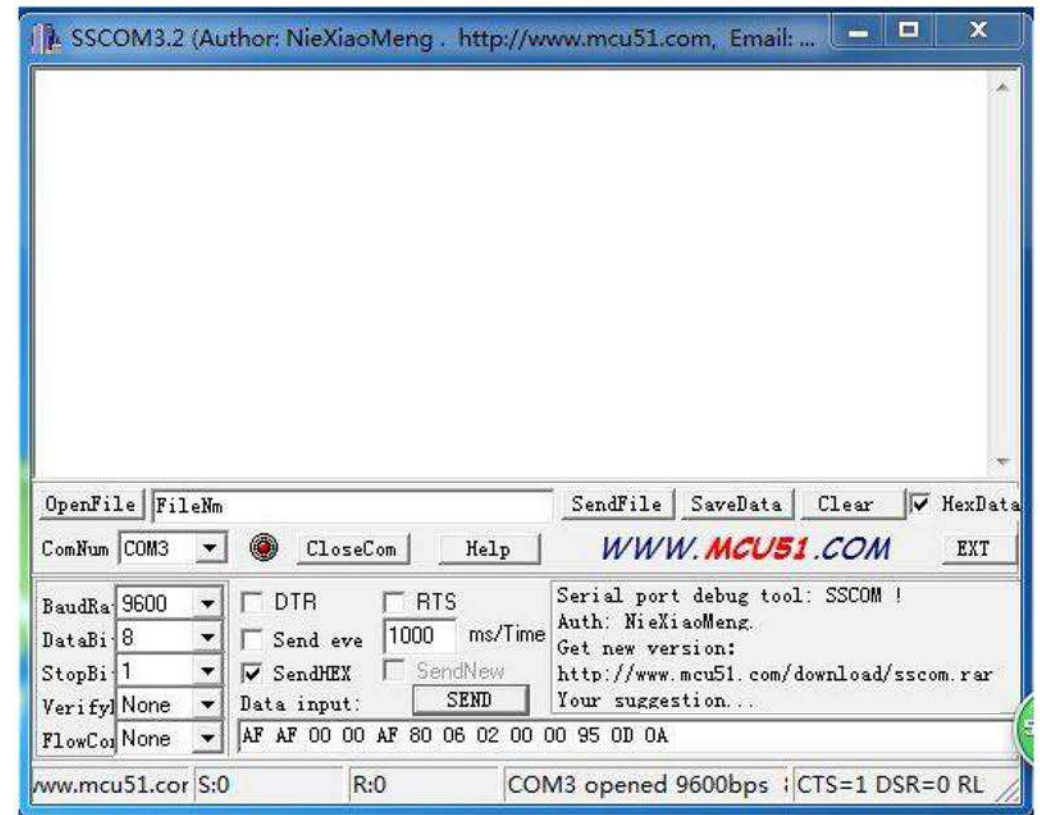 SSCOM3.2 (Author: NieXiaoMeng . http://www.mcu51.com, Email: ...
OpenFile FileNm SendFile SaveData Clear HexData
ComNum COM3 CloseCom Help WWW.MCU51.COM EXT
BaudRa 9600 DTR RTS
DataBi 8 Send eve 1000 ms/Time
StopBi 1 SendHEX SendNew
Verify None Data input: SEND
FlowCo None AF AF 00 00 AF 80 06 02 00 00 95 0D 0A
Serial port debug tool: SSCOM !
Auth: NieXiaoMeng.
Get new version:
http://www.mcu51.com/download/sscom.rar
Your suggestion...
ww.mcu51.cor S:0 R:0 COM3 opened 9600bps CTS=1 DSR=0 RL